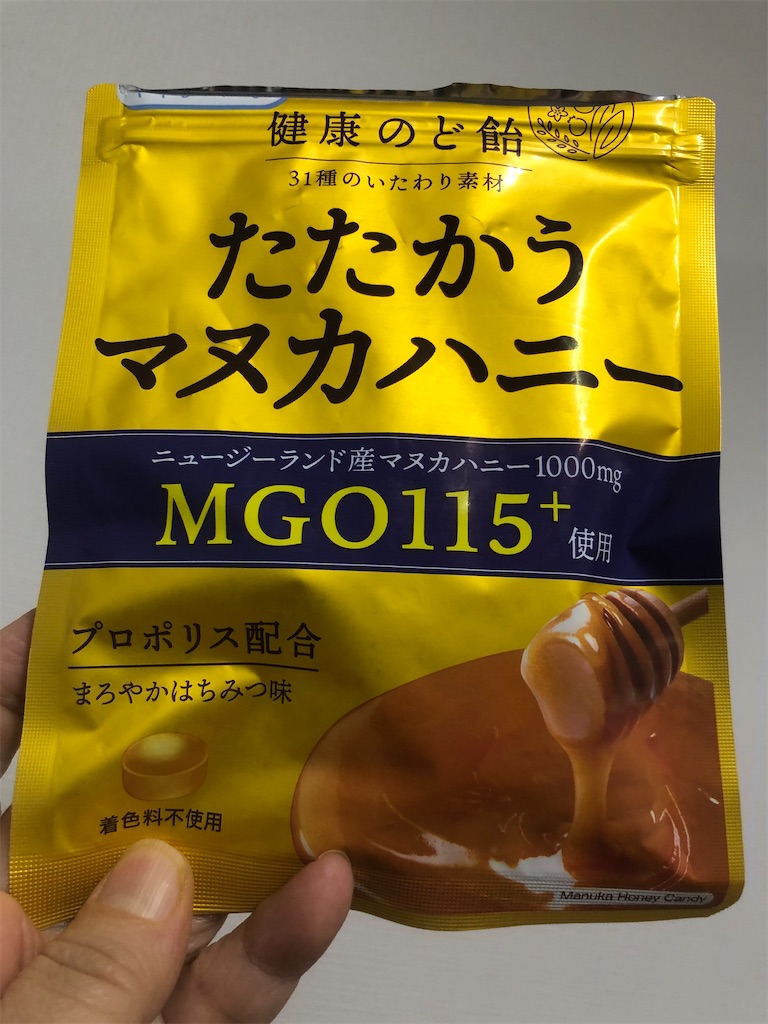 健康のど飴
31種のいたわり素材
たたかう
マヌカハニー
ニュージーランド産マヌカハニー1000mg
MGO115+使用
プロポリス配合
まろやかはちみつ味
着色料不使用
Manuka Honey Candy